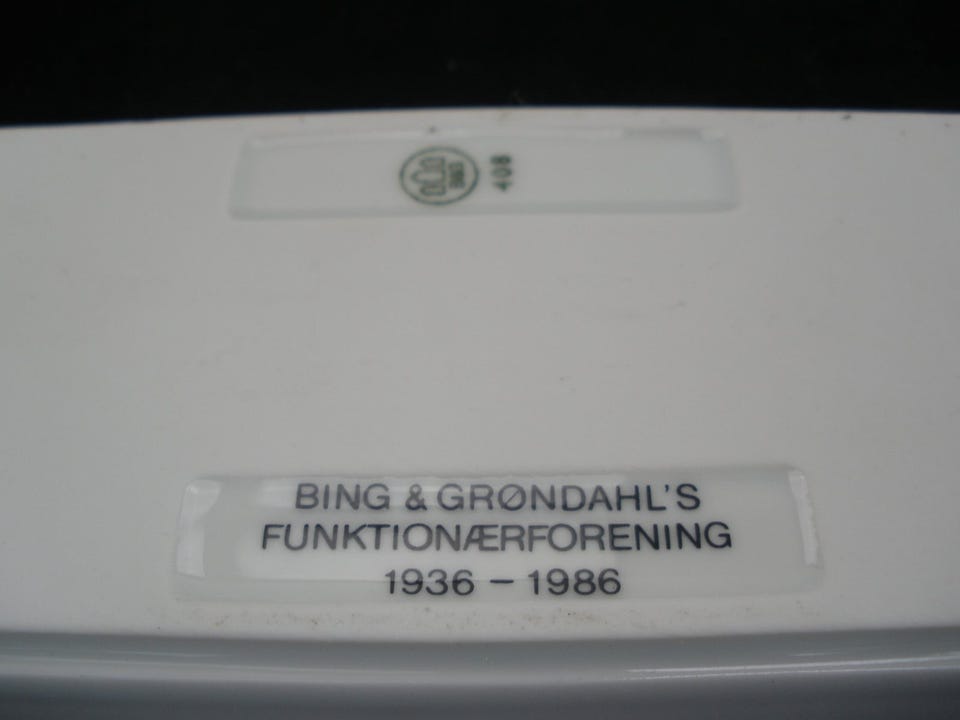 B&G
408
BING & GRØNDAHL'S
FUNKTIONÆRFORENING
1936 – 1986